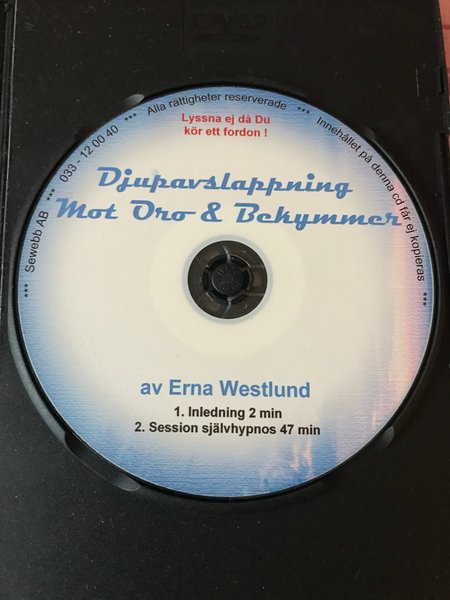 *** Sewebb AB *** 033 - 12 00 40 *** Alla rättigheter reserverade *** Innehållet på denna cd får ej kopieras ***
Lyssna ej då Du
kör ett fordon !
Djupavslappning
Mot Oro & Bekymmer
av Erna Westlund
1. Inledning 2 min
2. Session självhypnos 47 min